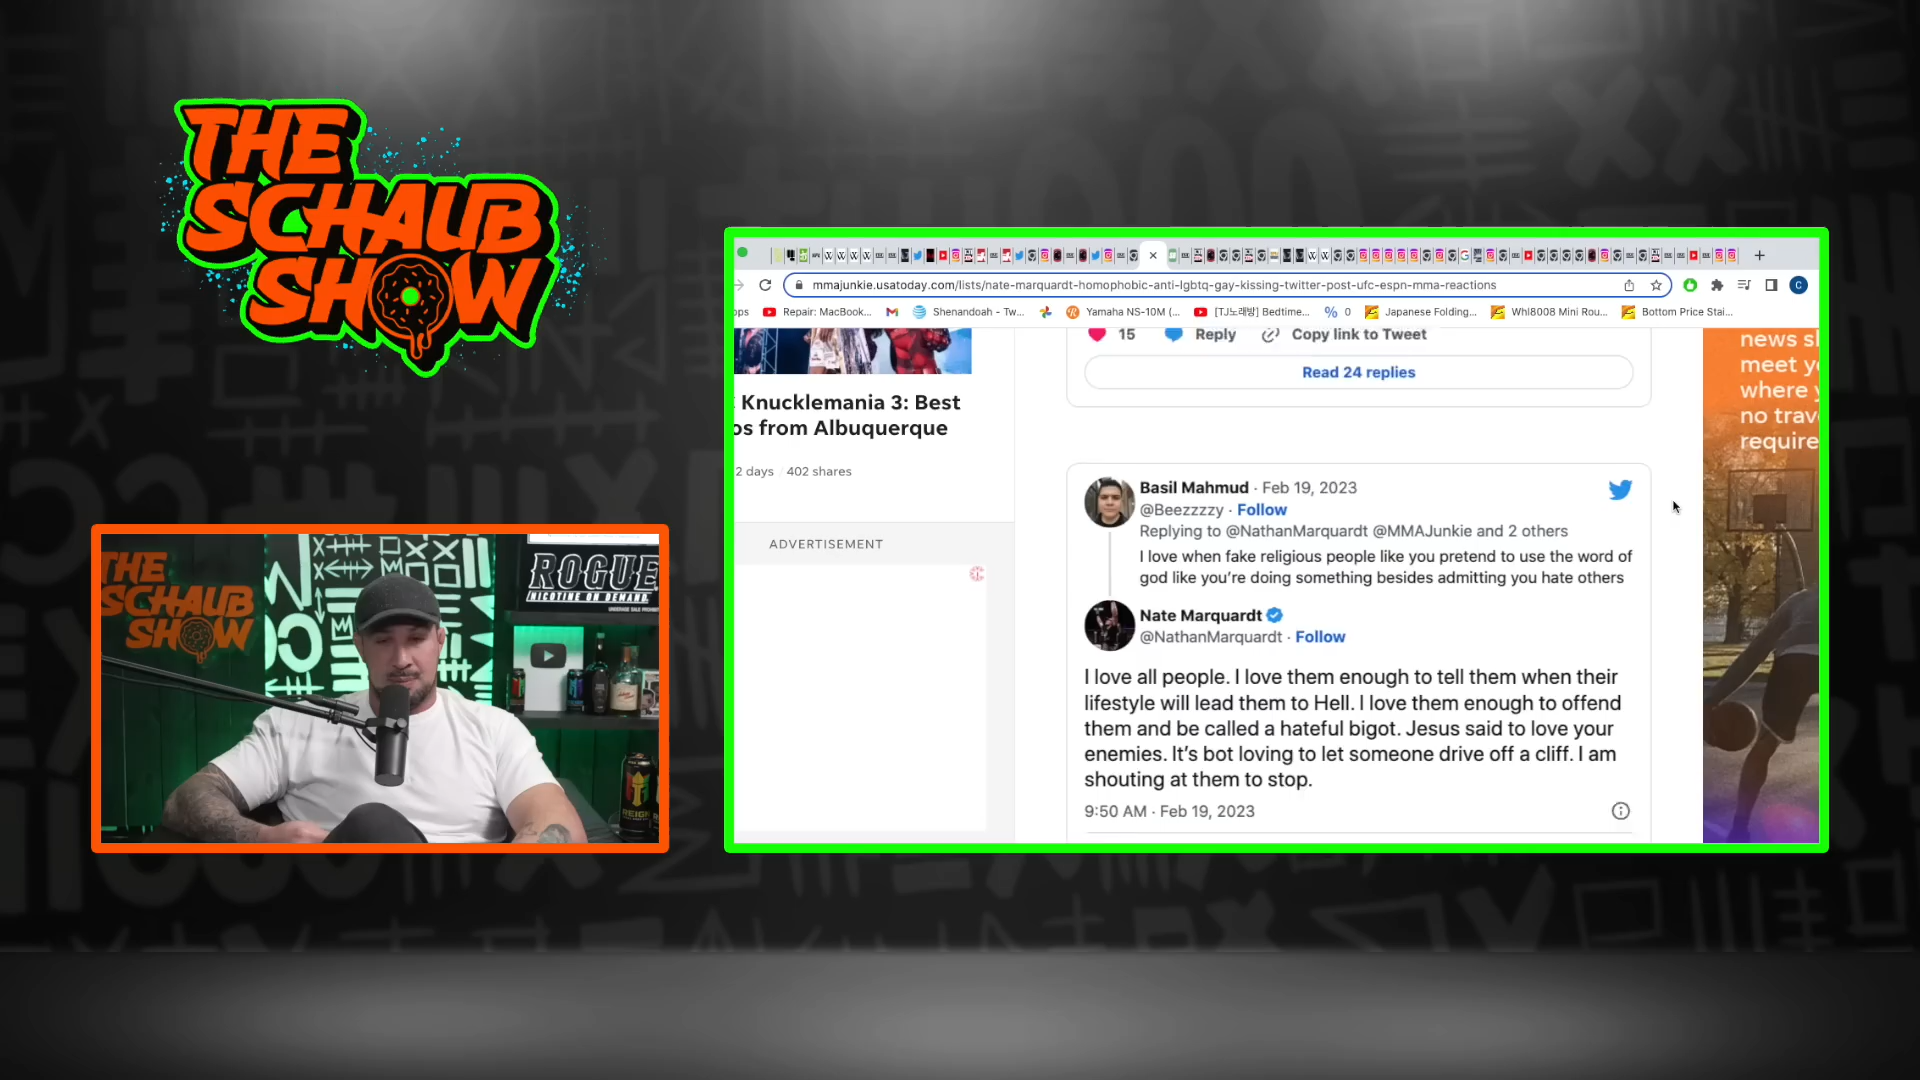 THE
SCHAUB
SHOW
mmajunkie.usatoday.com/lists/nate-marquardt-homophobic-anti-lgbtq-gay-kissing-twitter-post-ufc-espn-mma-reactions
Repair: MacBook...
Shenandoah - Tw...
Yamaha NS-10M (...
[TJ노래방] Bedtime...
0
Japanese Folding...
Whl8008 Mini Rou...
Bottom Price Stai...
15
Reply
Copy link to Tweet
Read 24 replies
Knucklemania 3: Best
from Albuquerque
2 days / 402 shares
ADVERTISEMENT
Basil Mahmud · Feb 19, 2023
@Beezzzzy · Follow
Replying to @NathanMarquardt @MMAJunkie and 2 others
I love when fake religious people like you pretend to use the word of
god like you're doing something besides admitting you hate others
Nate Marquardt
@NathanMarquardt · Follow
I love all people. I love them enough to tell them when their
lifestyle will lead them to Hell. I love them enough to offend
them and be called a hateful bigot. Jesus said to love your
enemies. It's bot loving to let someone drive off a cliff. I am
shouting at them to stop.
9:50 AM · Feb 19, 2023
news
meet
where
no
THE
SCHAUB
SHOW
ROGUE
NICOTINE ON DEMAND.
REIGN